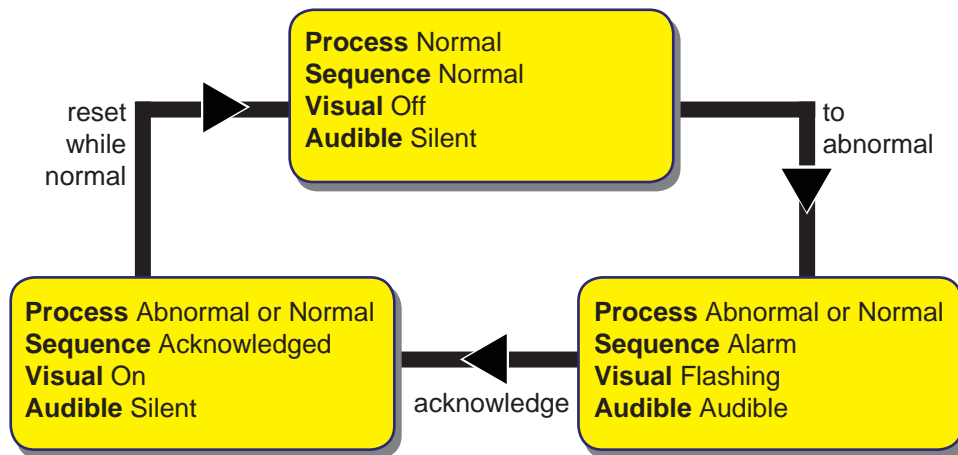 Process Normal
Sequence Normal
Visual Off
Audible Silent
reset
while
normal
to
abnormal
Process Abnormal or Normal
Sequence Acknowledged
Visual On
Audible Silent
acknowledge
Process Abnormal or Normal
Sequence Alarm
Visual Flashing
Audible Audible